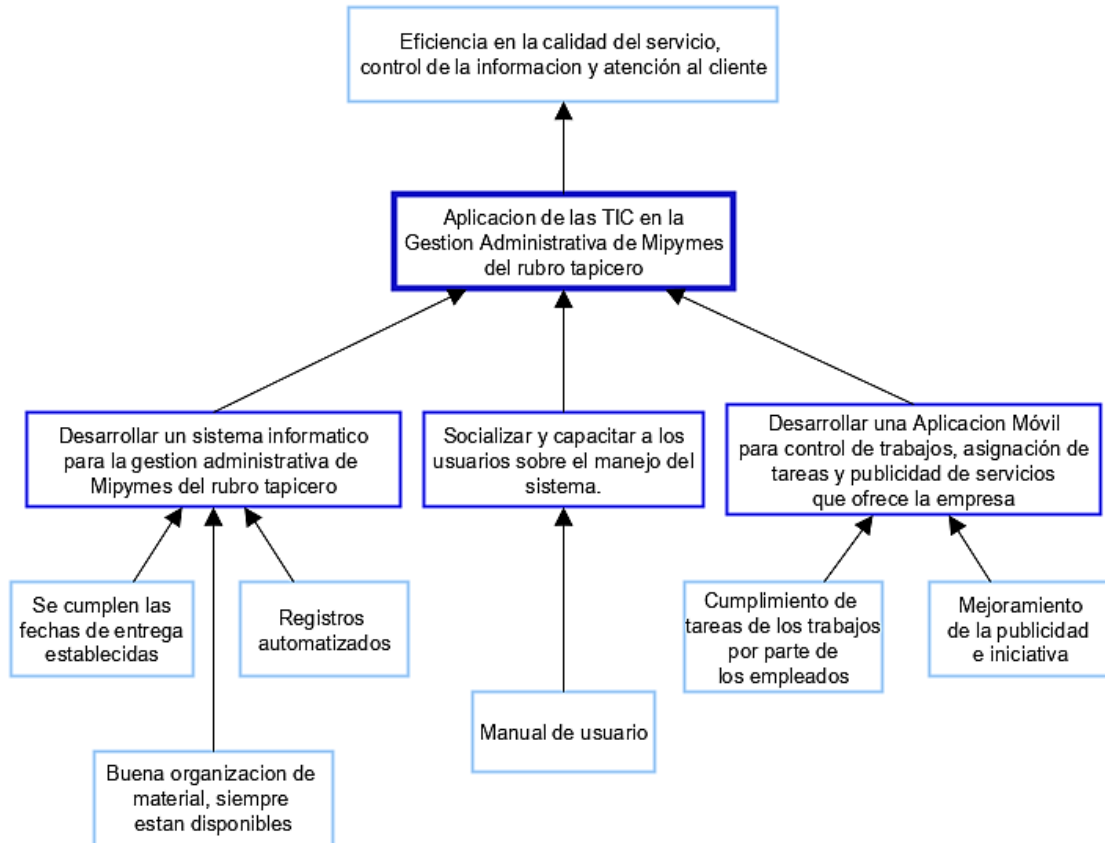 Eficiencia en la calidad del servicio,
control de la informacion y atención al cliente
Aplicacion de las TIC en la
Gestion Administrativa de Mipymes
del rubro tapicero
Desarrollar un sistema informatico
para la gestion administrativa de
Mipymes del rubro tapicero
Socializar y capacitar a los
usuarios sobre el manejo del
sistema.
Desarrollar una Aplicacion Móvil
para control de trabajos, asignación de
tareas y publicidad de servicios
que ofrece la empresa
Se cumplen las
fechas de entrega
establecidas
Registros
automatizados
Cumplimiento de
tareas de los trabajos
por parte de
los empleados
Mejoramiento
de la publicidad
e iniciativa
Manual de usuario
Buena organizacion de
material, siempre
estan disponibles